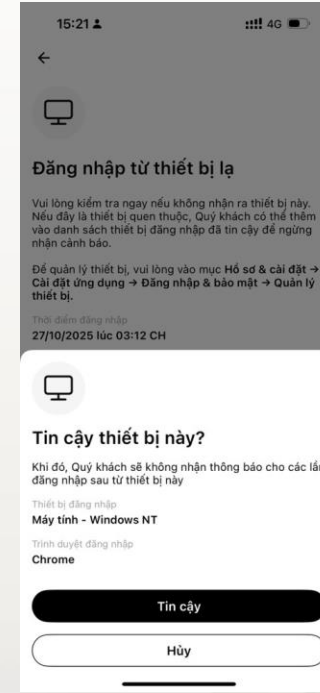 15:21
4G
Đăng nhập từ thiết bị lạ
Vui lòng kiểm tra ngay nếu không nhận ra thiết bị này.
Nếu đây là thiết bị quen thuộc, Quý khách có thể thêm
vào danh sách thiết bị đăng nhập đã tin cậy để ngừng
nhận cảnh báo.
Để quản lý thiết bị, vui lòng vào mục Hồ sơ & cài đặt →
Cài đặt ứng dụng → Đăng nhập & bảo mật → Quản lý
thiết bị.
Thời điểm đăng nhập
27/10/2025 lúc 03:12 CH
Tin cậy thiết bị này?
Khi đó, Quý khách sẽ không nhận thông báo cho các lần
đăng nhập sau từ thiết bị này
Thiết bị đăng nhập
Máy tính - Windows NT
Trình duyệt đăng nhập
Chrome
Tin cậy
Hủy